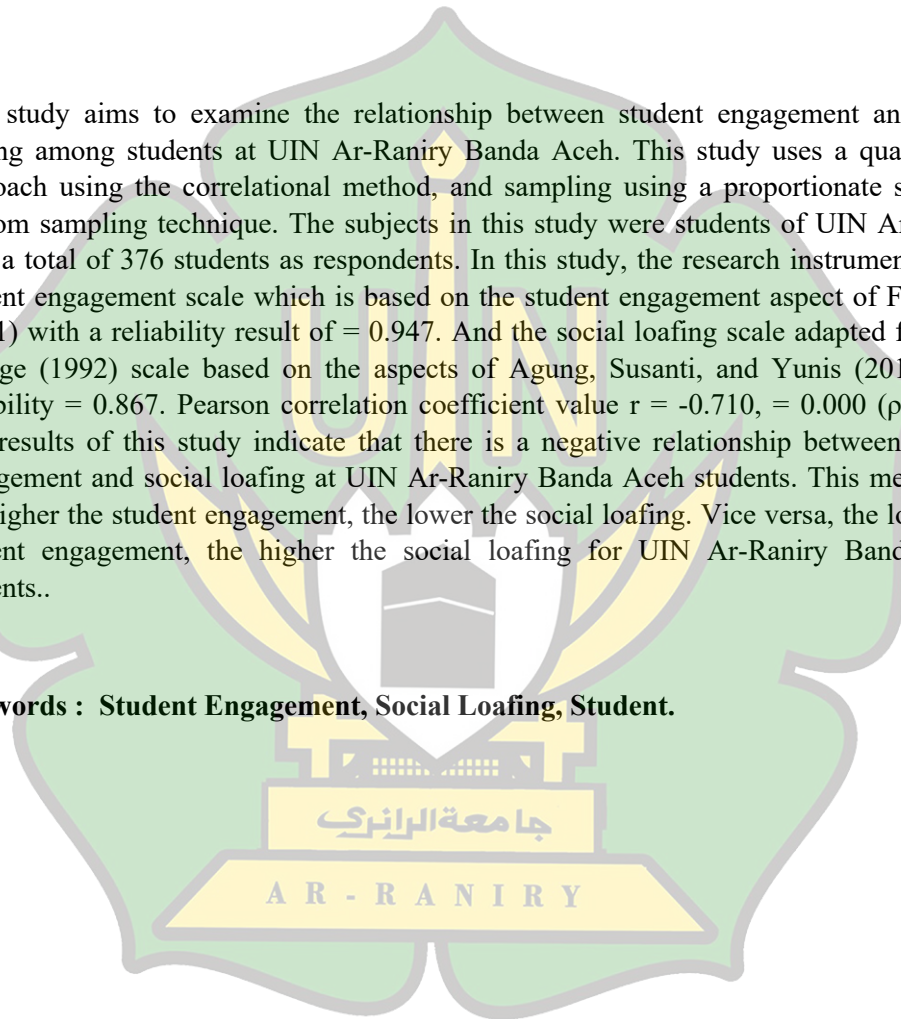 study aims to examine the relationship between student engagement an
ng among students at UIN Ar-Raniry Banda Aceh. This study uses a qua
oach using the correlational method, and sampling using a proportionate s
om sampling technique. The subjects in this study were students of UIN Ar
a total of 376 students as respondents. In this study, the research instrumen
ent engagement scale which is based on the student engagement aspect of F
1) with a reliability result of = 0.947. And the social loafing scale adapted f
ge (1992) scale based on the aspects of Agung, Susanti, and Yunis (201
bility = 0.867. Pearson correlation coefficient value r = -0.710, = 0.000 (ρ
results of this study indicate that there is a negative relationship between
gement and social loafing at UIN Ar-Raniry Banda Aceh students. This me
igher the student engagement, the lower the social loafing. Vice versa, the lo
ent engagement, the higher the social loafing for UIN Ar-Raniry Band
ents..
words : Student Engagement, Social Loafing, Student.
UIN
جامعة الرانري
AR-RANIRY